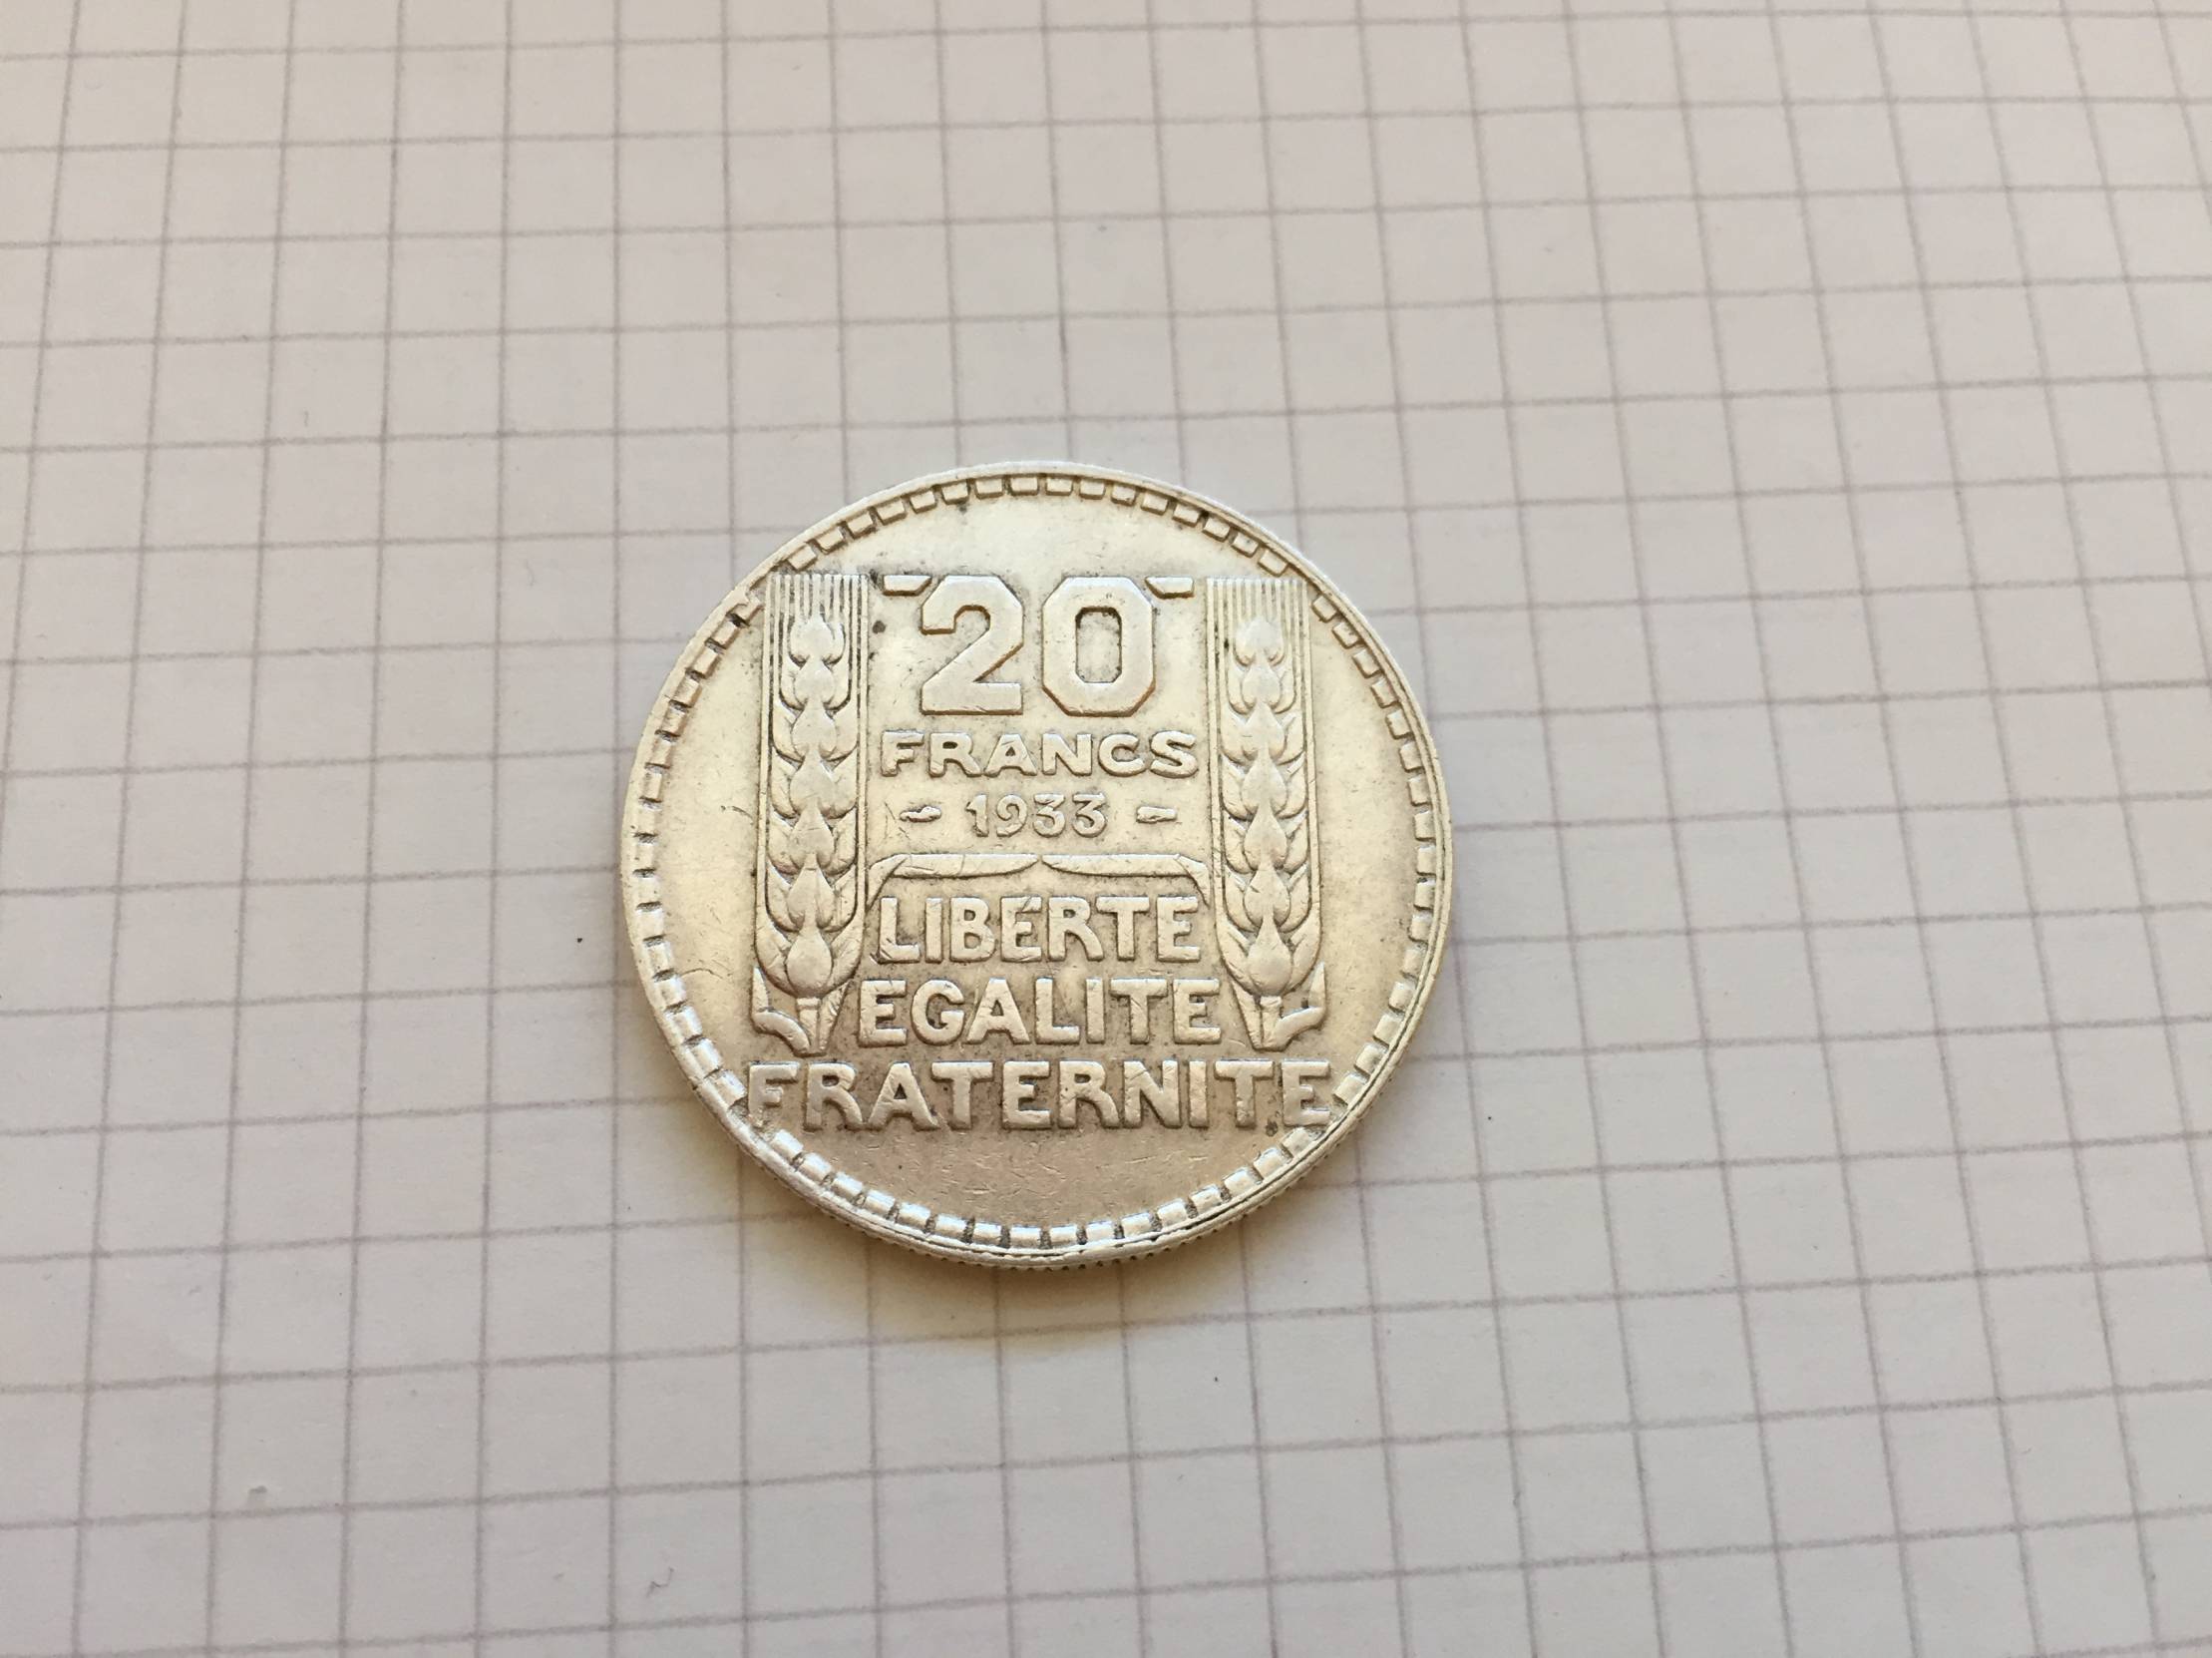 20
FRANCS
- 1933 -
LIBERTE
EGALITE
FRATERNITE